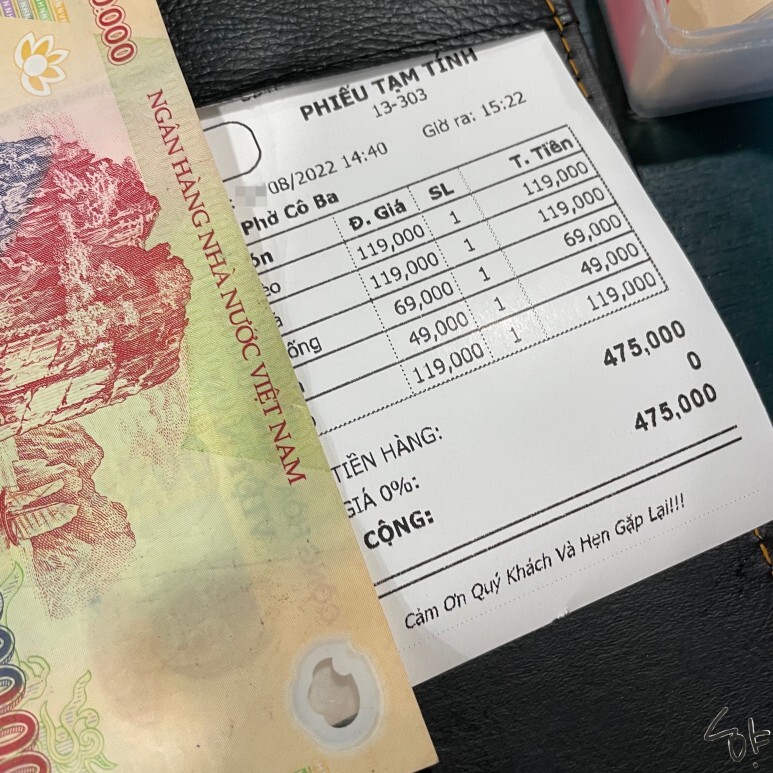 0.000
NGÂN HÀNG NHÀ NƯỚC VIỆT NAM
PHIẾU TẠM TÍNH
13-303
08/2022 14:40 Giờ ra: 15:22
Phở Cô Ba
Đ. Giá SL T. Tiền
119,000 1 119,000
119,000 1 119,000
69,000 1 69,000
49,000 1 49,000
119,000 1 119,000
TIỀN HÀNG: 475,000
GIÁ 0%: 0
CỘNG: 475,000
Cảm Ơn Quý Khách Và Hẹn Gặp Lại!!!